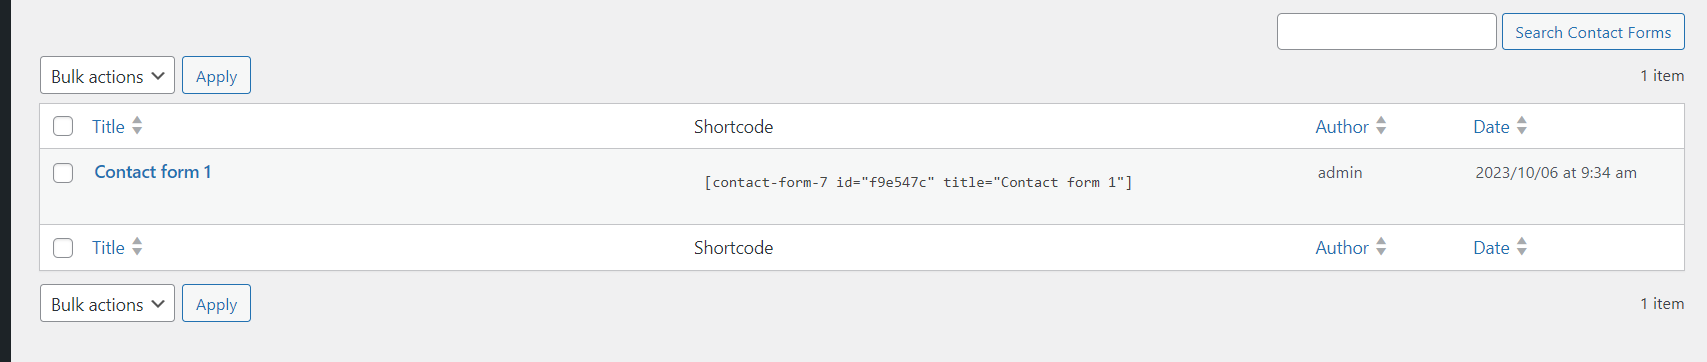 Search Contact Forms
Bulk actions Apply 1 item
Title Shortcode Author Date
Contact form 1 [contact-form-7 id="f9e547c" title="Contact form 1"] admin 2023/10/06 at 9:34 am
Title Shortcode Author Date
Bulk actions Apply 1 item